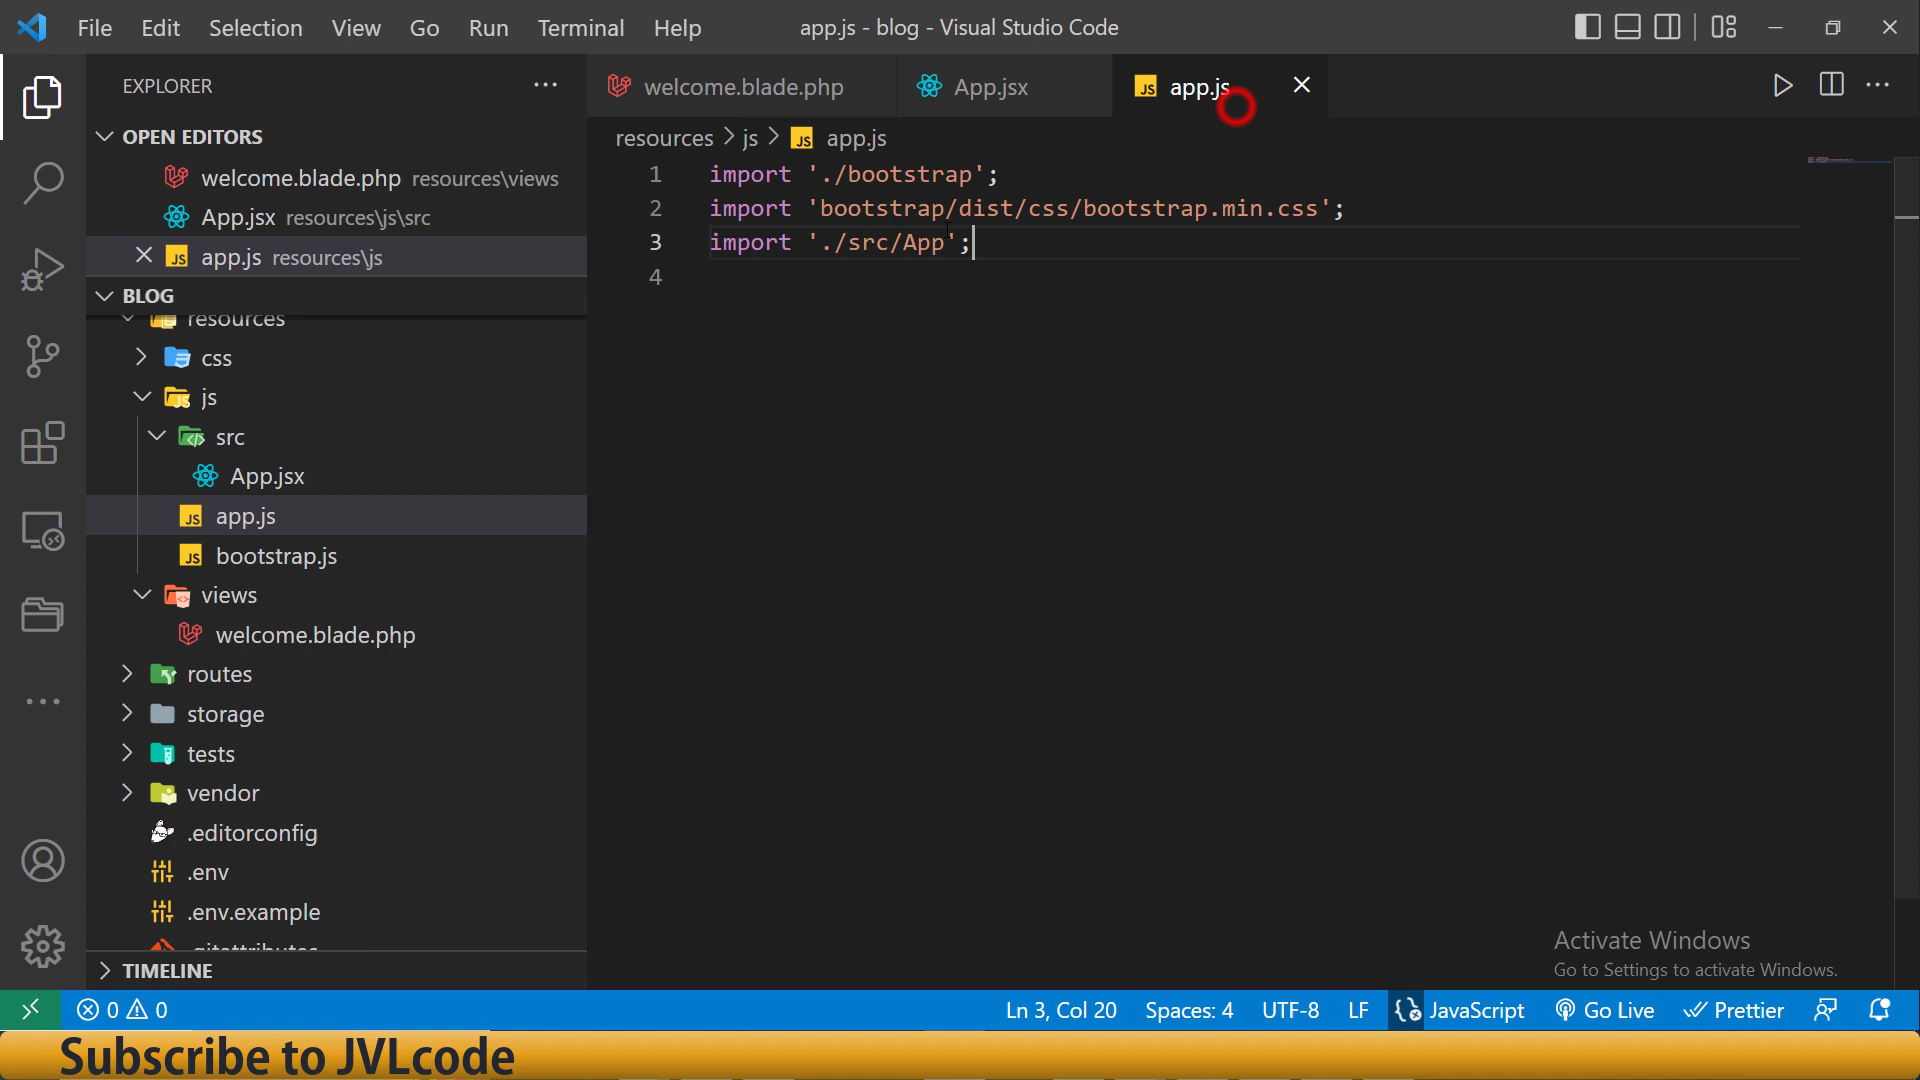 File Edit Selection View Go Run Terminal Help
app.js - blog - Visual Studio Code
EXPLORER
OPEN EDITORS
welcome.blade.php resources\views
App.jsx resources\js\src
app.js resources\js
BLOG
resources
css
js
src
App.jsx
app.js
bootstrap.js
views
welcome.blade.php
routes
storage
tests
vendor
.editorconfig
.env
.env.example
.gitattributes
TIMELINE
welcome.blade.php App.jsx app.js
resources > js > app.js
1 import './bootstrap';
2 import 'bootstrap/dist/css/bootstrap.min.css';
3 import './src/App';
4
Activate Windows
Go to Settings to activate Windows.
0 0 Ln 3, Col 20 Spaces: 4 UTF-8 LF JavaScript Go Live Prettier
Subscribe to JVLcode